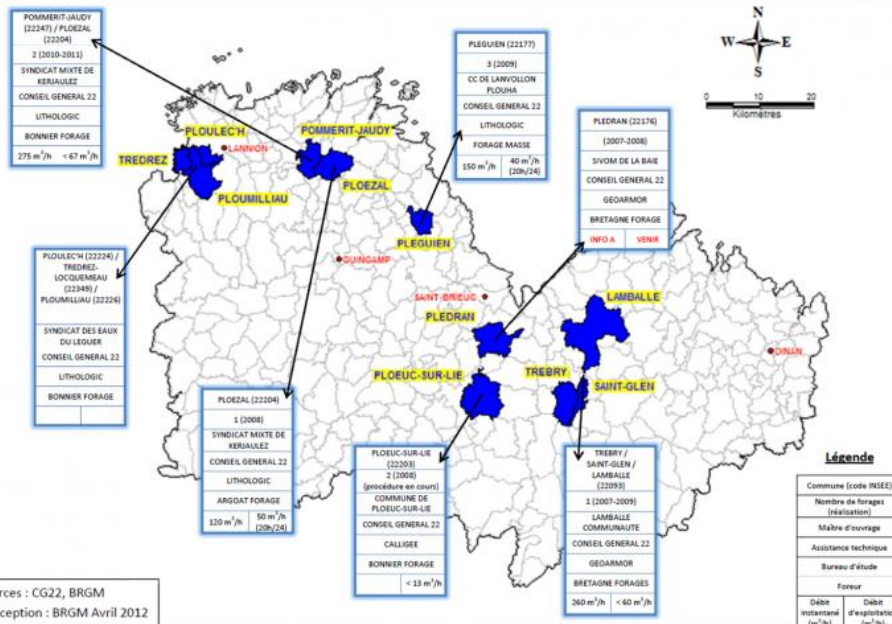 POMMERIT-JAUDY
(22247) / PLOEZAL
(22204)
2 (2010-2011)
SYNDICAT MIXTE DE
KERJAULEZ
CONSEIL GENERAL 22
LITHOLOGIC
BONNIER FORAGE
275 m³/h < 67 m³/h
PLEGUIEN (22177)
3 (2009)
CC DE LANVOLLON
PLOUHA
CONSEIL GENERAL 22
LITHOLOGIC
FORAGE MASSE
150 m³/h 40 m³/h
(20h/24)
N
W E
S
0 10 20
Kilomètres
PLEDRAN (22176)
(2007-2008)
SIVOM DE LA BAIE
CONSEIL GENERAL 22
GEOARMOR
BRETAGNE FORAGE
INFO A VENIR
PLOULEC'H
LANNION
POMMERIT-JAUDY
TREDREZ
PLOUMILLIAU
PLOEZAL
PLEGUIEN
GUINGAMP
SAINT-BRIEUC
LAMBALLE
PLEDRAN
DINAN
PLOEUC-SUR-LIE
TREBRY
SAINT-GLEN
PLOULEC'H (22224) /
TREDREZ-
LOCQUEMEAU
(22349) /
PLOUMILLIAU (22226)
SYNDICAT DES EAUX
DU LEGUER
CONSEIL GENERAL 22
LITHOLOGIC
BONNIER FORAGE
PLOEZAL (22204)
1 (2008)
SYNDICAT MIXTE DE
KERJAULEZ
CONSEIL GENERAL 22
LITHOLOGIC
ARGOAT FORAGE
120 m³/h 50 m³/h
(20h/24)
PLOEUC-SUR-LIE
(22203)
2 (2008)
(procédure en cours)
COMMUNE DE
PLOEUC-SUR-LIE
CONSEIL GENERAL 22
CALLIGEE
BONNIER FORAGE
< 13 m³/h
TREBRY /
SAINT-GLEN /
LAMBALLE
(22093)
1 (2007-2009)
LAMBALLE
COMMUNAUTE
CONSEIL GENERAL 22
GEOARMOR
BRETAGNE FORAGES
260 m³/h < 60 m³/h
Légende
Commune (code INSEE)
Nombre de forages
(réalisation)
Maître d'ouvrage
Assistance technique
Bureau d'étude
Foreur
Débit instantané (m³/h) Débit d'exploitation (m³/h)
rces : CG22, BRGM
ception : BRGM Avril 2012